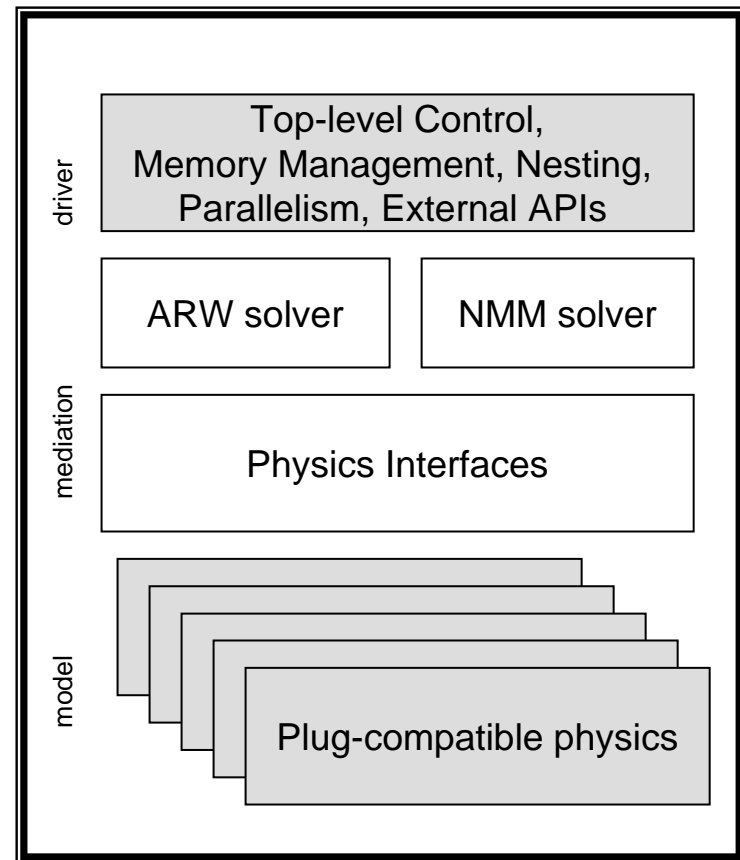 driver
Top-level Control,
Memory Management, Nesting,
Parallelism, External APIs
ARW solver
NMM solver
mediation
Physics Interfaces
model
Plug-compatible physics